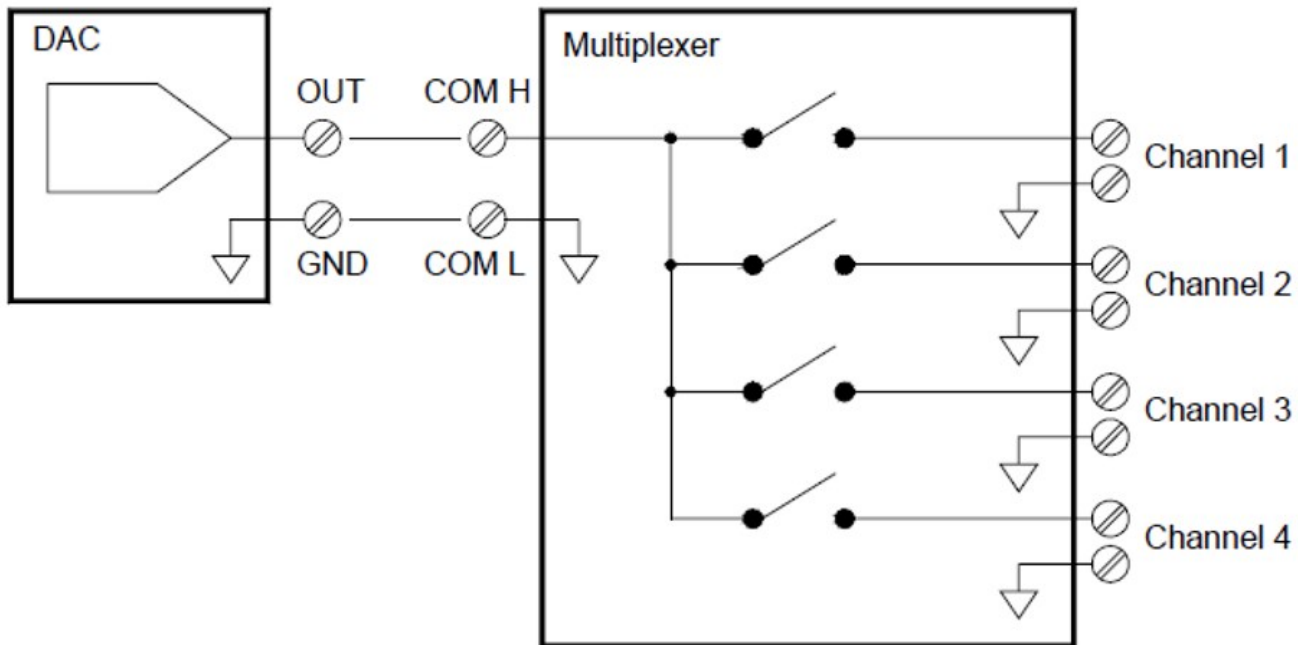 DAC
Multiplexer
OUT
COM H
GND
COM L
Channel 1
Channel 2
Channel 3
Channel 4